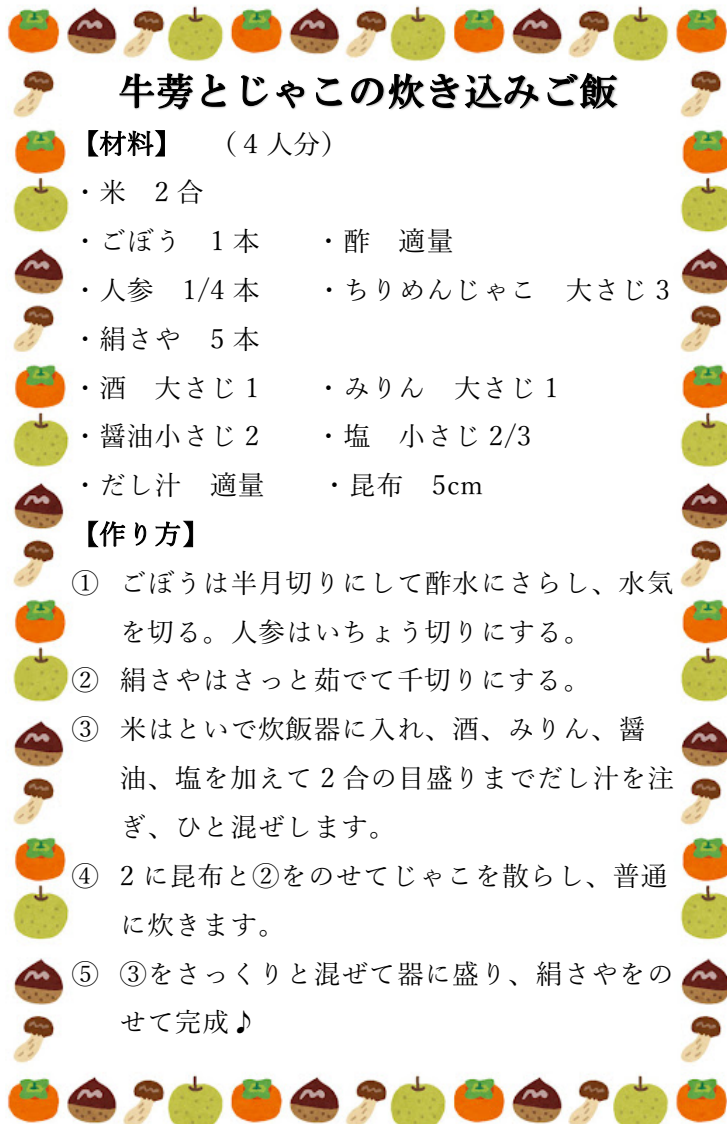 牛蒡とじゃこの炊き込みご飯
【材料】　（4人分）
・米　2合
・ごぼう　1本　　・酢　適量
・人参　1/4本　　・ちりめんじゃこ　大さじ3
・絹さや　5本
・酒　大さじ1　　・みりん　大さじ1
・醤油小さじ2　　・塩　小さじ2/3
・だし汁　適量　　・昆布　5cm
【作り方】
①　ごぼうは半月切りにして酢水にさらし、水気
を切る。人参はいちょう切りにする。
②　絹さやはさっと茹でて千切りにする。
③　米はといで炊飯器に入れ、酒、みりん、醤
油、塩を加えて2合の目盛りまでだし汁を注
ぎ、ひと混ぜします。
④　2に昆布と②をのせてじゃこを散らし、普通
に炊きます。
⑤　③をさっくりと混ぜて器に盛り、絹さやをの
せて完成♪